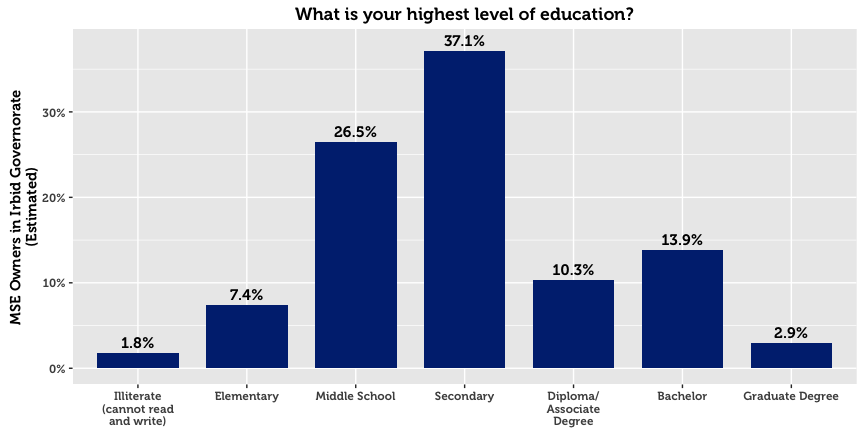 What is your highest level of education?
MSE Owners in Irbid Governorate
(Estimated)
30%
20%
10%
0%
1.8%
7.4%
26.5%
37.1%
10.3%
13.9%
2.9%
Illiterate
(cannot read
and write)
Elementary
Middle School
Secondary
Diploma/
Associate
Degree
Bachelor
Graduate Degree